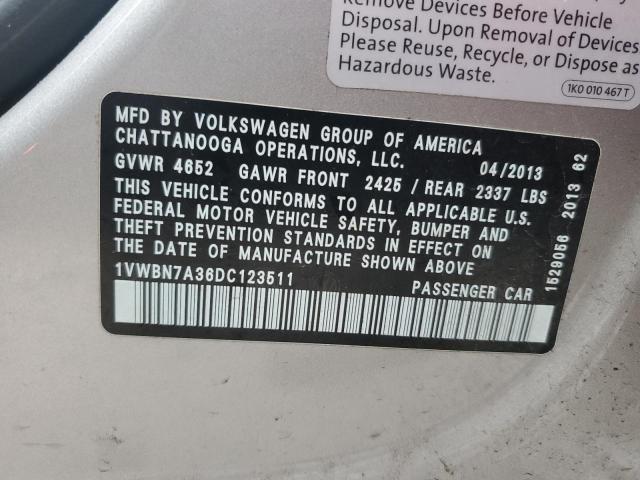 Remove Devices Before Vehicle
Disposal. Upon Removal of Devices
Please Reuse, Recycle, or Dispose as
Hazardous Waste.
1K0 010 467 T
MFD BY VOLKSWAGEN GROUP OF AMERICA
CHATTANOOGA OPERATIONS, LLC. 04/2013
GVWR 4652 GAWR FRONT 2425 / REAR 2337 LBS
THIS VEHICLE CONFORMS TO ALL APPLICABLE U.S.
FEDERAL MOTOR VEHICLE SAFETY, BUMPER AND
THEFT PREVENTION STANDARDS IN EFFECT ON
THE DATE OF MANUFACTURE SHOWN ABOVE
1VWBN7A36DC123511 PASSENGER CAR
1529056 2013 62